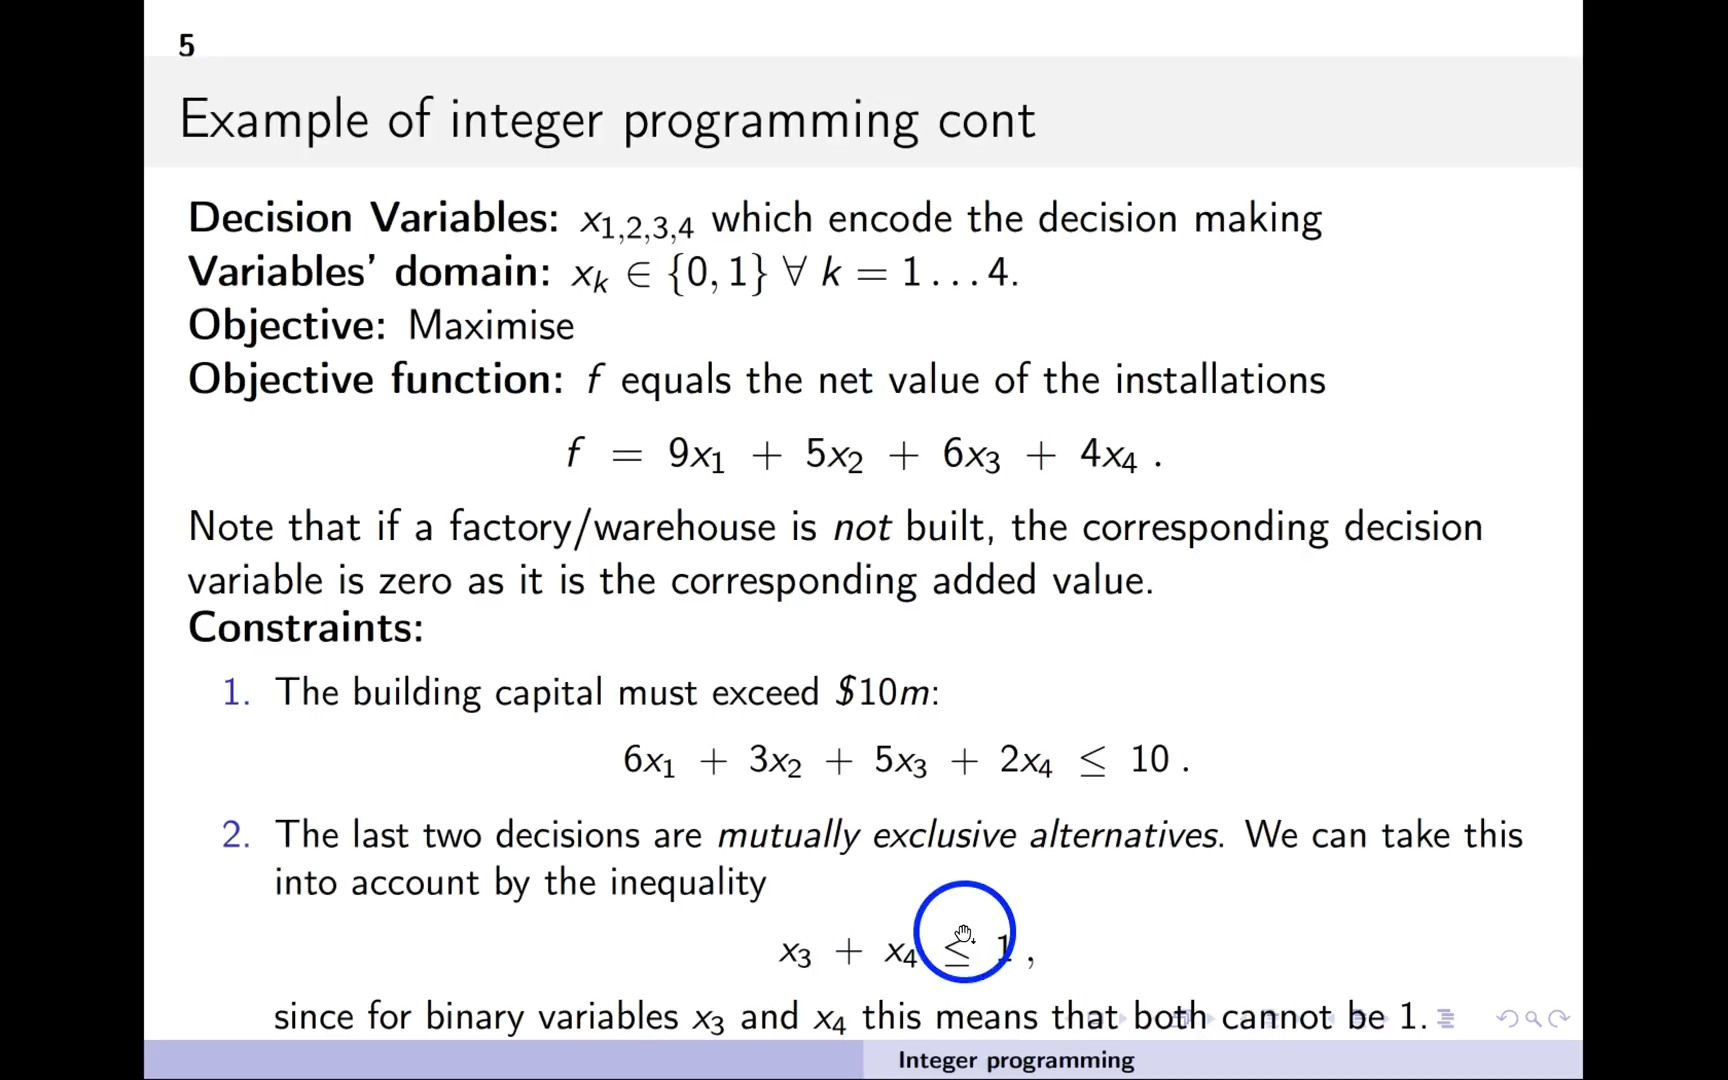 5
Example of integer programming cont
Decision Variables: x₁,₂,₃,₄ which encode the decision making
Variables' domain: xₖ ∈ {0, 1} ∀ k = 1 . . . 4.
Objective: Maximise
Objective function: f equals the net value of the installations
f = 9x₁ + 5x₂ + 6x₃ + 4x₄ .
Note that if a factory/warehouse is not built, the corresponding decision
variable is zero as it is the corresponding added value.
Constraints:
1. The building capital must exceed $10m:
6x₁ + 3x₂ + 5x₃ + 2x₄ ≤ 10 .
2. The last two decisions are mutually exclusive alternatives. We can take this
into account by the inequality
x₃ + x₄ ≤ 1 ,
since for binary variables x₃ and x₄ this means that both cannot be 1.
Integer programming